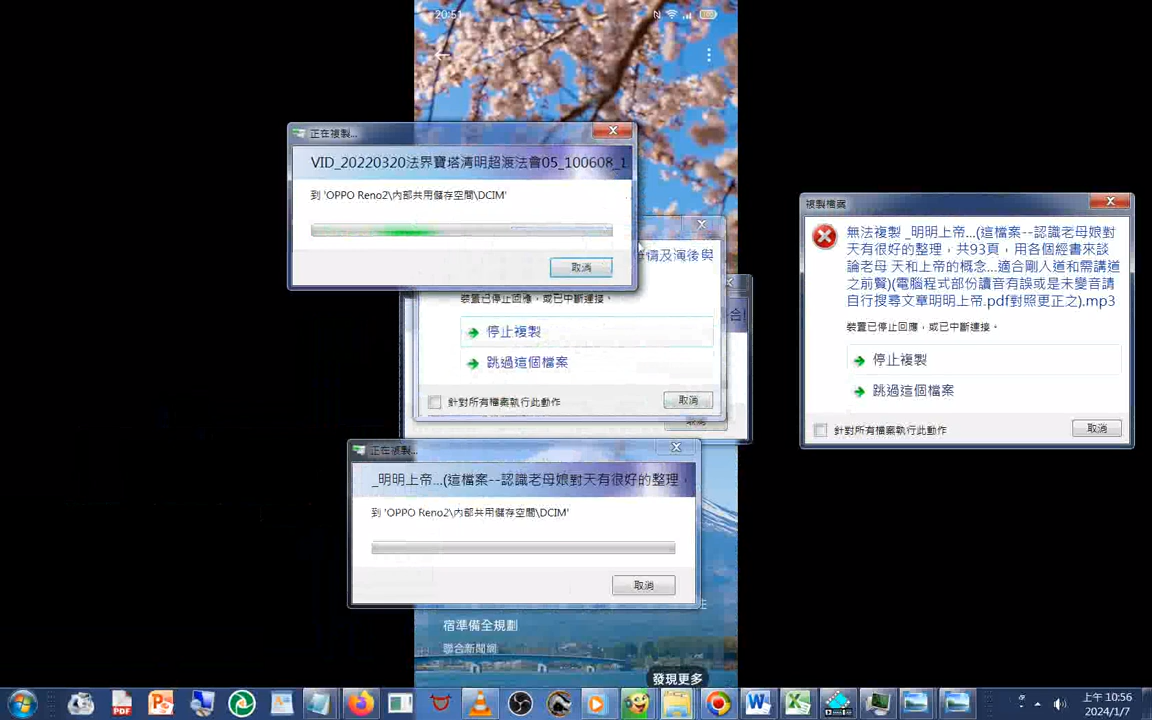 20:51
正在複製...
VID_20220320法界寶塔清明超渡法會05_100608_1
到 'OPPO Reno2\內部共用儲存空間\DCIM'
取消
裝置已停止回應，或已中斷連接。
停止複製
跳過這個檔案
針對所有檔案執行此動作
取消
取消
正在複製...
_明明上帝...(這檔案--認識老母娘對天有很好的整理，
到 'OPPO Reno2\內部共用儲存空間\DCIM'
取消
宿準備全規劃
聯合新聞網
發現更多
複製檔案
無法複製 _明明上帝...(這檔案--認識老母娘對
天有很好的整理，共93頁，用各個經書來談
論老母 天和上帝的概念...適合剛入道和需講道
之前賢)(電腦程式部份讀音有誤或是未變音請
自行搜尋文章明明上帝.pdf對照更正之).mp3
裝置已停止回應，或已中斷連接。
停止複製
跳過這個檔案
針對所有檔案執行此動作
取消
上午 10:56
2024/1/7